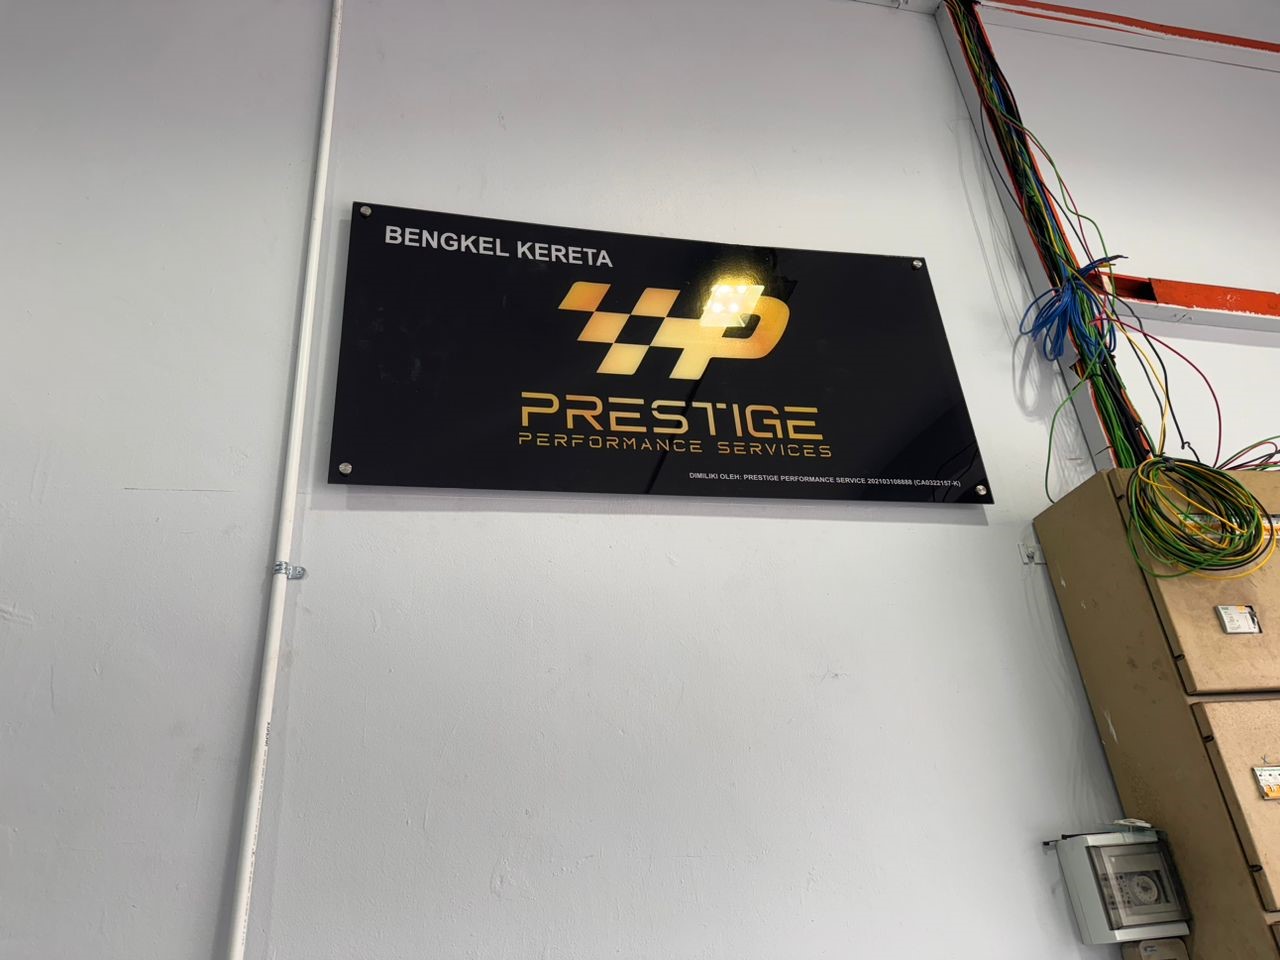 BENGKEL KERETA
PRESTIGE
PERFORMANCE SERVICES
DIMILIKI OLEH: PRESTIGE PERFORMANCE SERVICE 202103108888 (CA0322157-K)